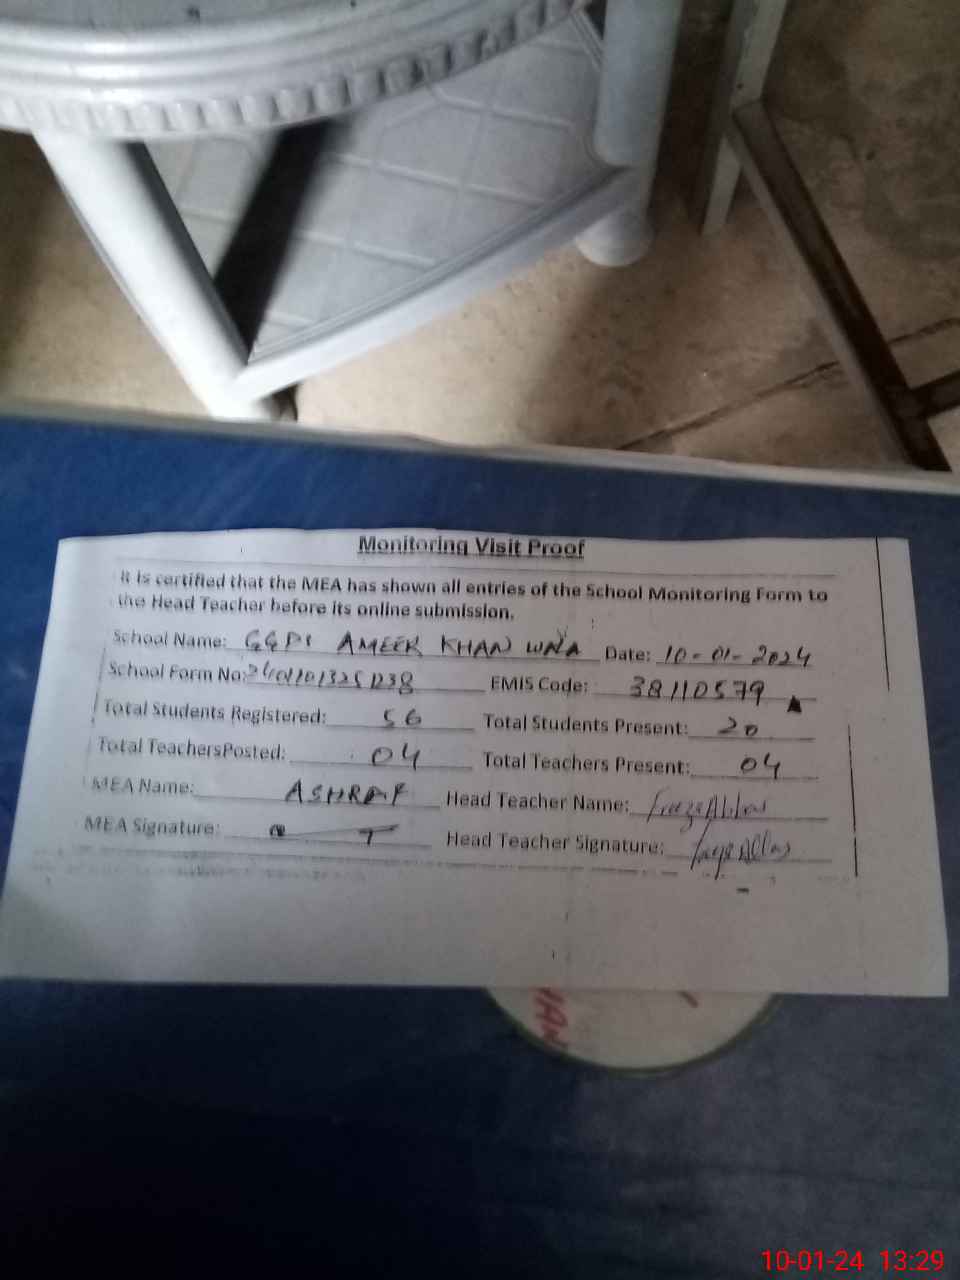 Monitoring Visit Proof
It is certified that the MEA has shown all entries of the School Monitoring Form to
the Head Teacher before its online submission.
School Name: GGPS AMEER KHAN WNA Date: 10-01-2024
School Form No: EMIS Code: 38110579
Total Students Registered: 56 Total Students Present: 20
Total TeachersPosted: 04 Total Teachers Present: 04
MEA Name: ASHRAF Head Teacher Name:
MEA Signature: Head Teacher Signature:
10-01-24 13:29